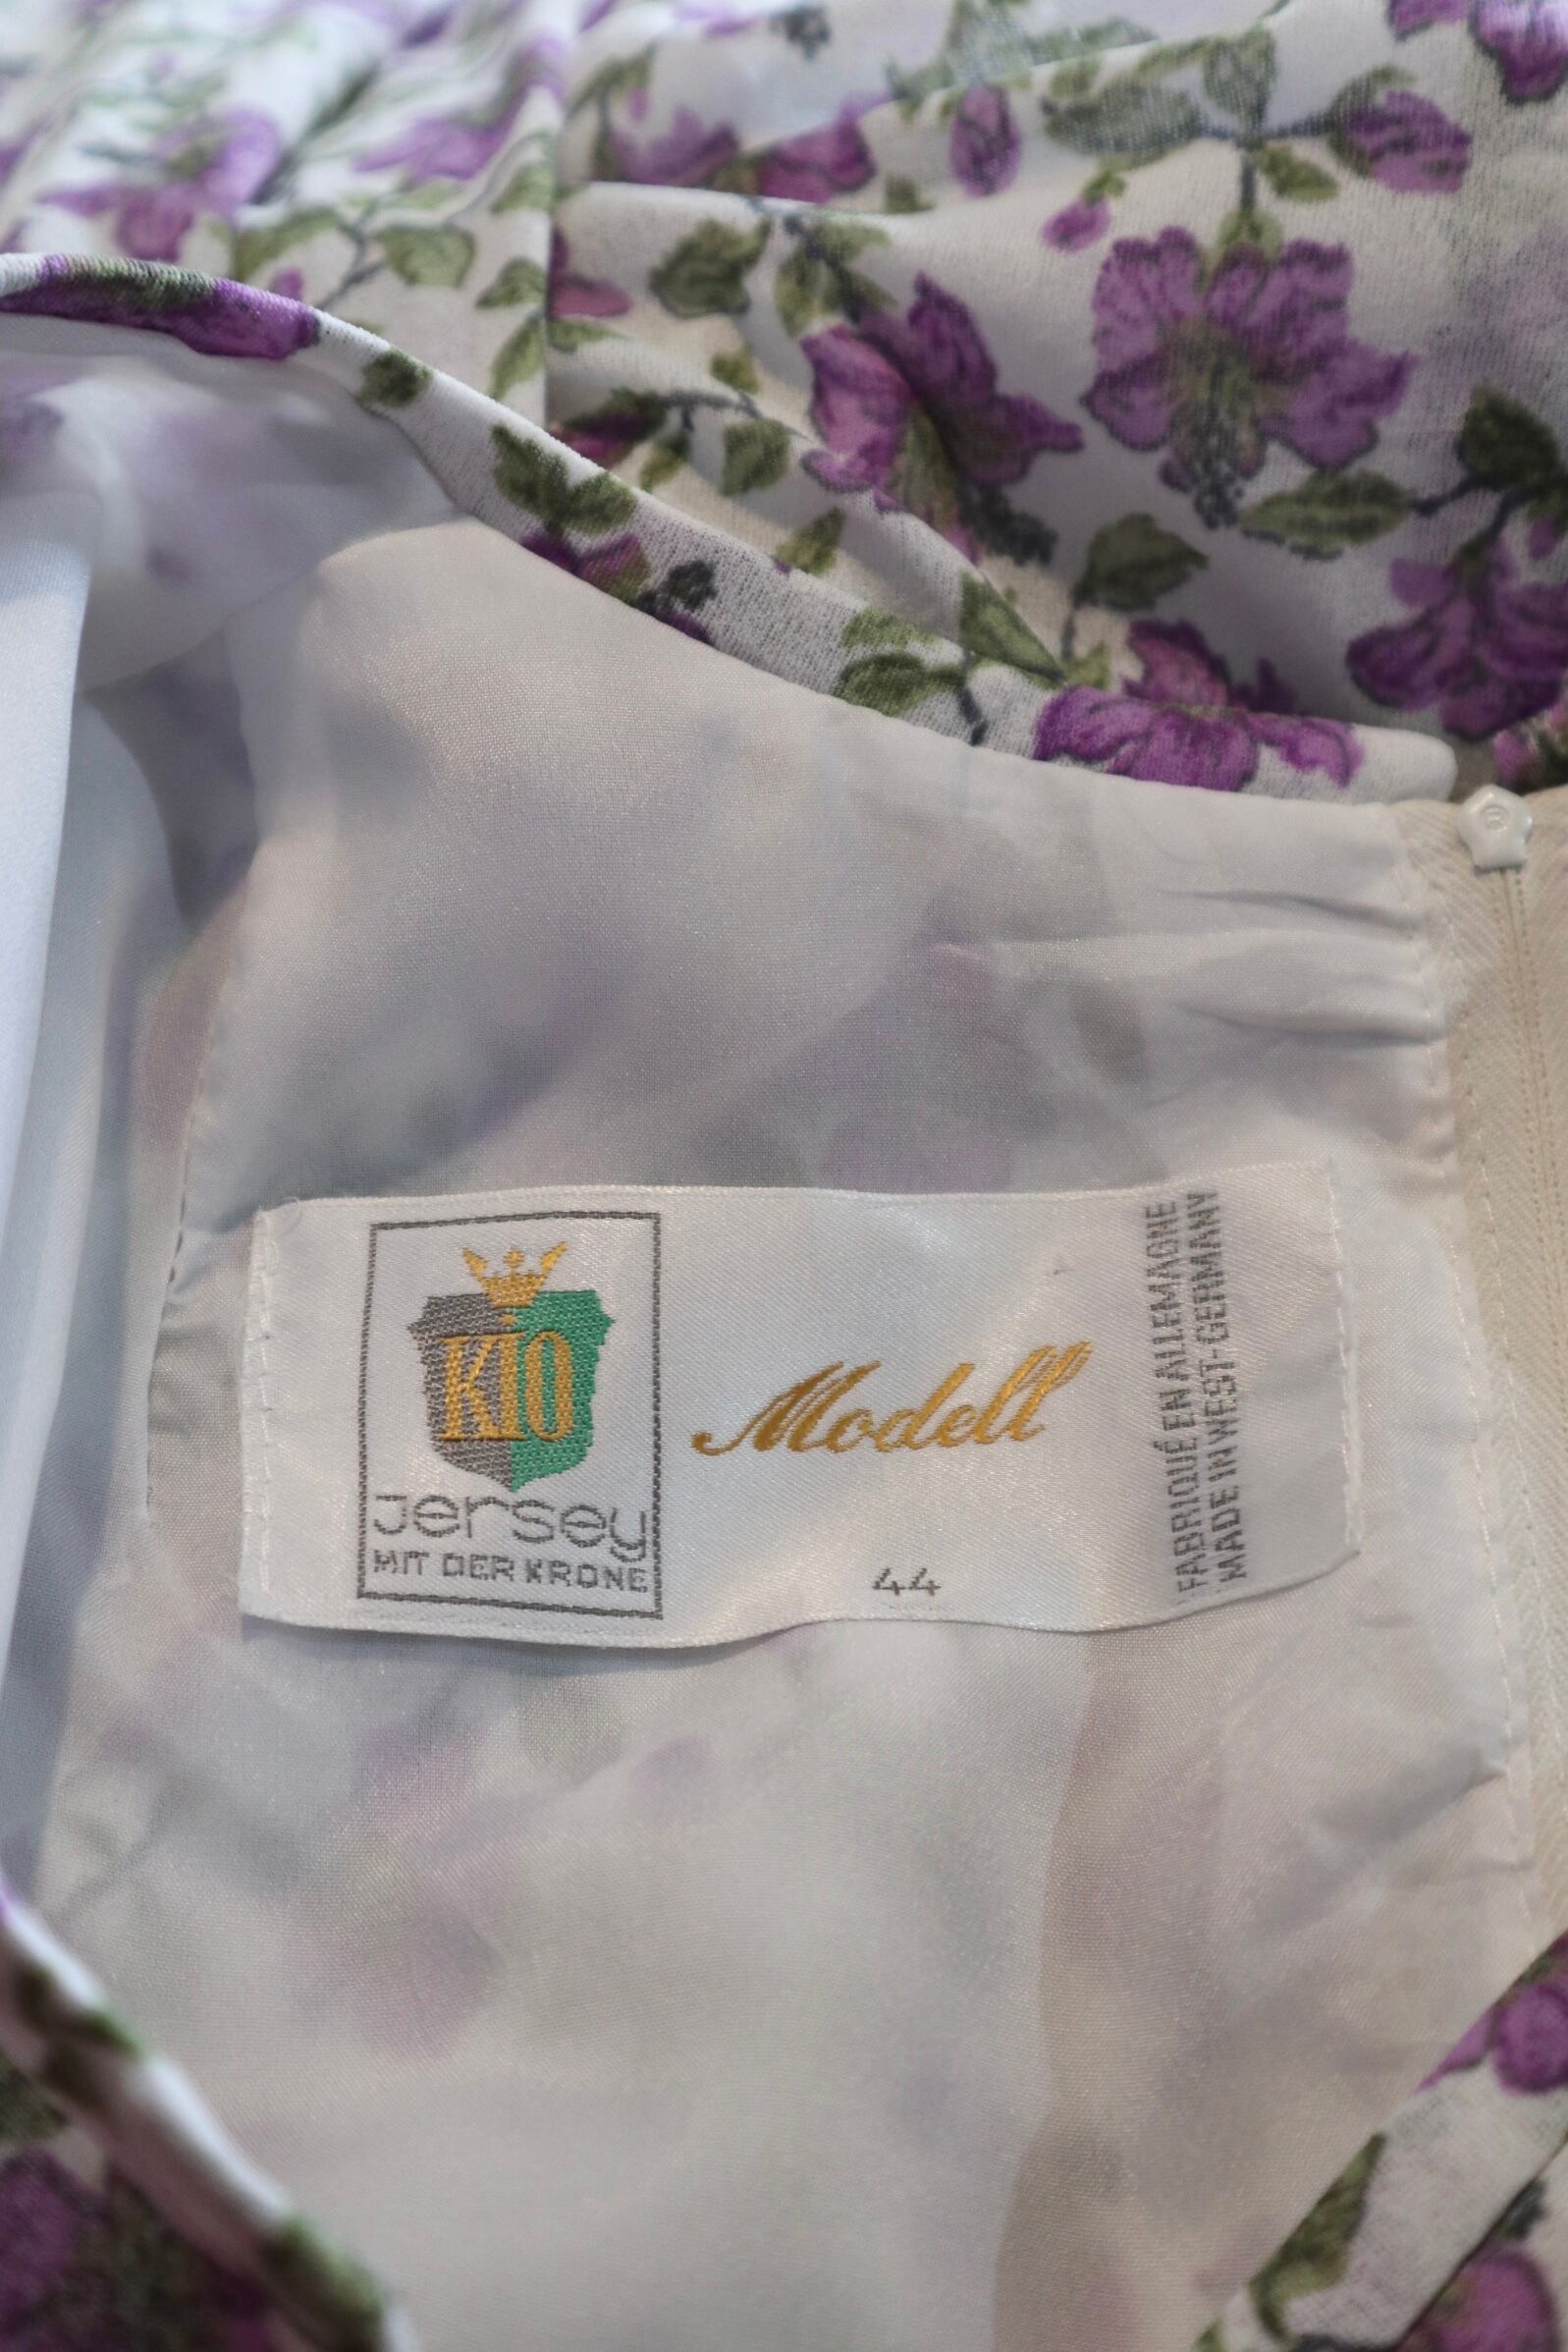 KIO
Jersey
MIT DER KRONE
Modell
44
FABRIQUÉ EN ALLEMAGNE
MADE IN WEST-GERMANY